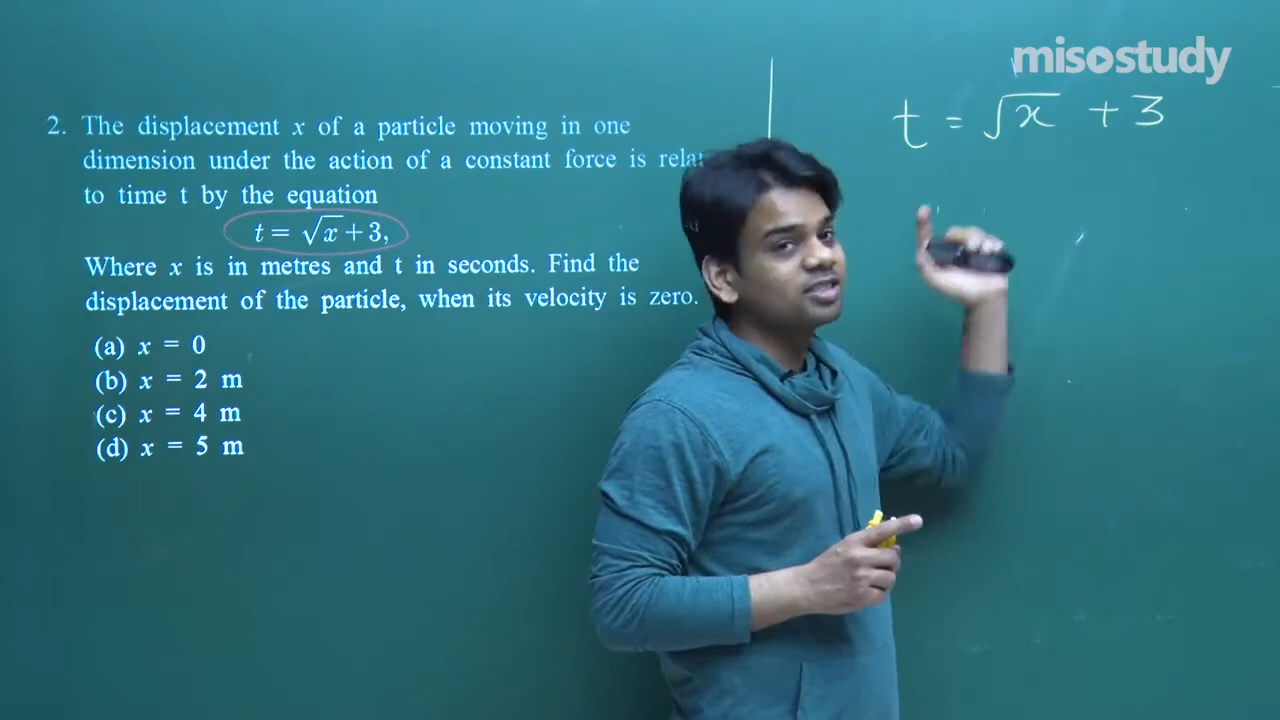 misostudy
t = √x + 3
2. The displacement x of a particle moving in one
dimension under the action of a constant force is
to time t by the equation
t = √x + 3,
Where x is in metres and t in seconds. Find the
displacement of the particle, when its velocity is zero.
(a) x = 0
(b) x = 2 m
(c) x = 4 m
(d) x = 5 m